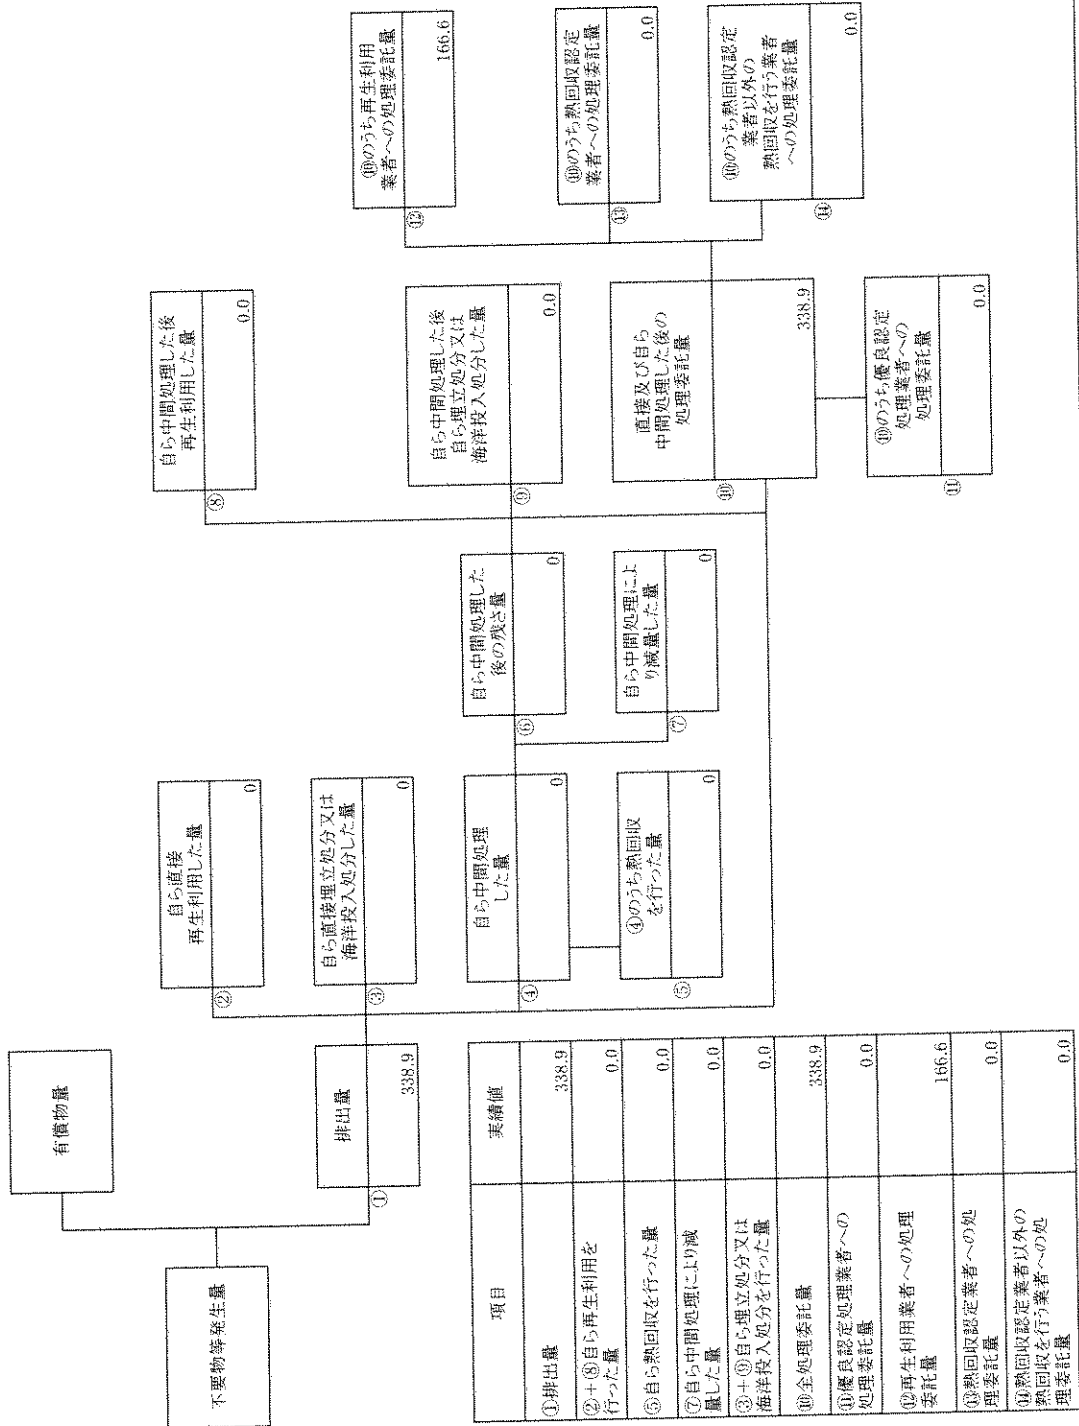 不要物等発生量
有償物量
排出量
①
338.9
自ら直接
再生利用した量
②
0
自ら直接埋立処分又は
海洋投入処分した量
③
0
自ら中間処理
した量
④
0
④のうち熱回収
を行った量
⑤
0
自ら中間処理した
後の残さ量
⑥
0
自ら中間処理によ
り減量した量
⑦
0
自ら中間処理した後
再生利用した量
⑧
0.0
自ら中間処理した後
自ら埋立処分又は
海洋投入処分した量
⑨
0.0
直接及び自ら
中間処理した後の
処理委託量
⑩
338.9
⑩のうち優良認定
処理業者への
処理委託量
⑪
0.0
⑩のうち再生利用
業者への処理委託量
⑫
166.6
⑩のうち熱回収認定
業者への処理委託量
⑬
0.0
⑩のうち熱回収認定
業者以外の
熱回収を行う業者
への処理委託量
⑭
0.0
項目 実績値
①排出量 338.9
②+⑧自ら再生利用を
行った量 0.0
⑤自ら熱回収を行った量 0.0
⑦自ら中間処理により減
量した量 0.0
③+⑨自ら埋立処分又は
海洋投入処分を行った量 0.0
⑩全処理委託量 338.9
⑪優良認定処理業者への
処理委託量 0.0
⑫再生利用業者への処理
委託量 166.6
⑬熱回収認定業者への処
理委託量 0.0
⑭熱回収認定業者以外の
熱回収を行う業者への処
理委託量 0.0